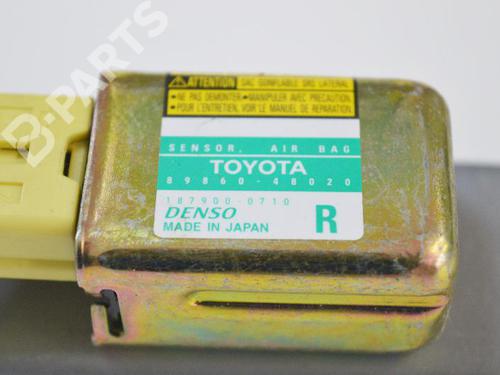 B-PARTS
ATTENTION SAC GONFLABLE SRS LATERAL
•NE PAS DEMONTER •MANIPULER AVEC PRECAUTION
•POUR L'ENTRETIEN, VOIR LE MANUEL DE REPARATION
SENSOR, AIR BAG
TOYOTA
89860-48020
187900-0710
DENSO
MADE IN JAPAN
R